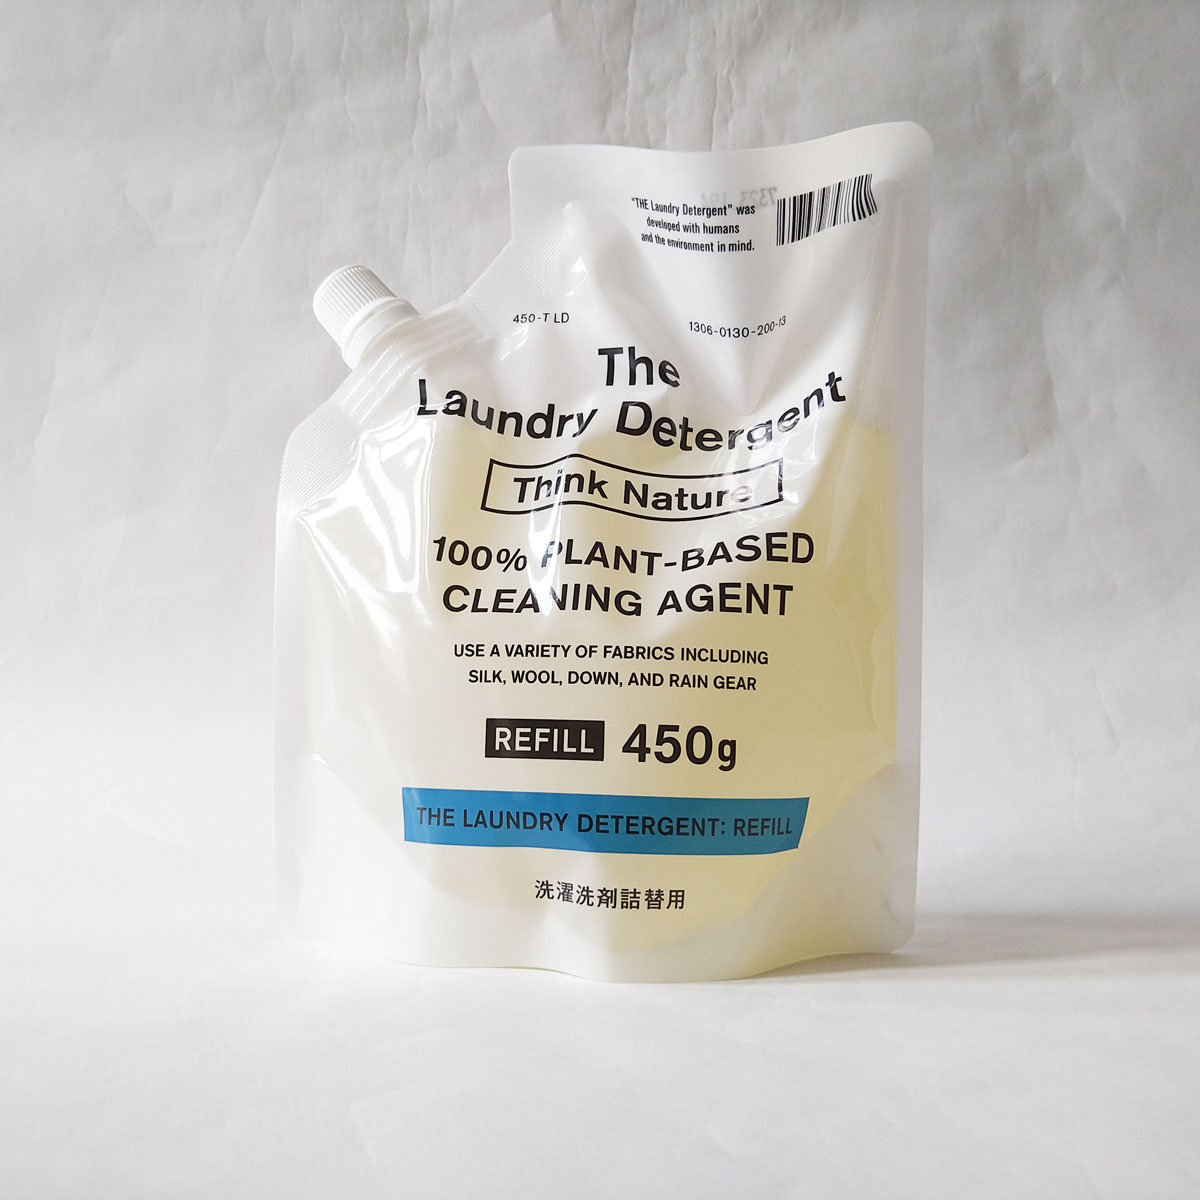 "THE Laundry Detergent" was
developed with humans
and the environment in mind.
450-T LD
1306-0130-200-13
The
Laundry Detergent
Think Nature
100% PLANT-BASED
CLEANING AGENT
USE A VARIETY OF FABRICS INCLUDING
SILK, WOOL, DOWN, AND RAIN GEAR
REFILL 450g
THE LAUNDRY DETERGENT: REFILL
洗濯洗剤詰替用